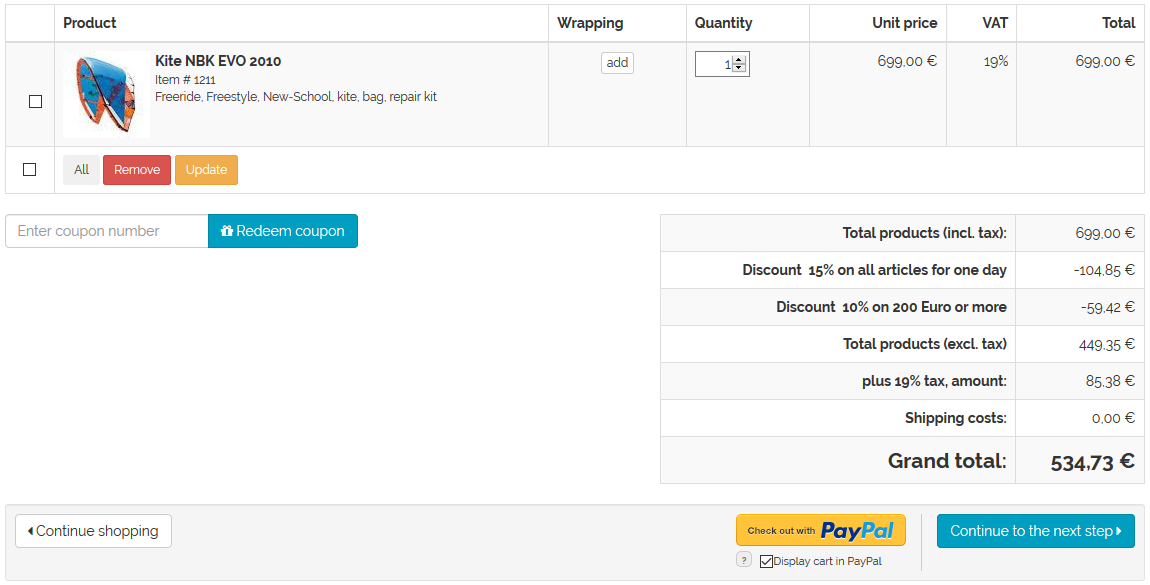 Product Wrapping Quantity Unit price VAT Total
Kite NBK EVO 2010 add 1 699,00 € 19% 699,00 €
Item # 1211
Freeride, Freestyle, New-School, kite, bag, repair kit
All Remove Update
Enter coupon number Redeem coupon
Total products (incl. tax): 699,00 €
Discount 15% on all articles for one day -104,85 €
Discount 10% on 200 Euro or more -59,42 €
Total products (excl. tax) 449,35 €
plus 19% tax, amount: 85,38 €
Shipping costs: 0,00 €
Grand total: 534,73 €
Continue shopping Check out with PayPal Continue to the next step
? Display cart in PayPal